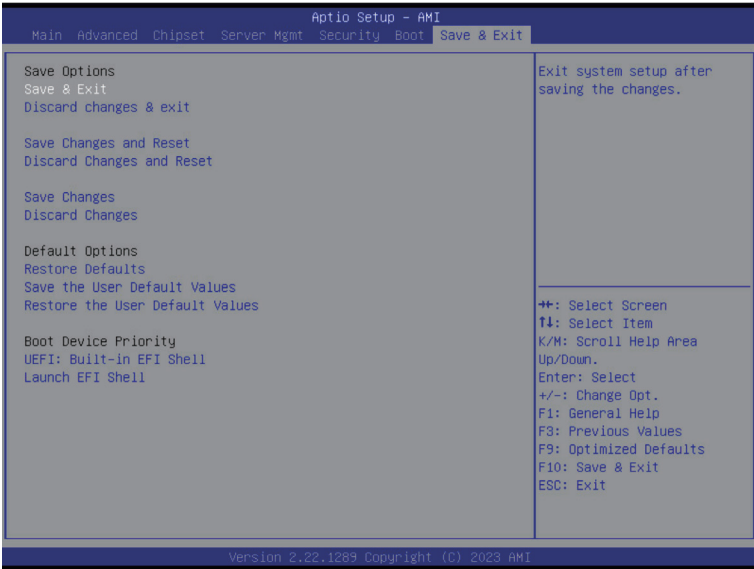 Aptio Setup – AMI
Main Advanced Chipset Server Mgmt Security Boot Save & Exit
Save Options
Save & Exit
Discard changes & exit
Save Changes and Reset
Discard Changes and Reset
Save Changes
Discard Changes
Default Options
Restore Defaults
Save the User Default Values
Restore the User Default Values
Boot Device Priority
UEFI: Built-in EFI Shell
Launch EFI Shell
Exit system setup after
saving the changes.
→←: Select Screen
↑↓: Select Item
K/M: Scroll Help Area
Up/Down.
Enter: Select
+/-: Change Opt.
F1: General Help
F3: Previous Values
F9: Optimized Defaults
F10: Save & Exit
ESC: Exit
Version 2.22.1289 Copyright (C) 2023 AMI